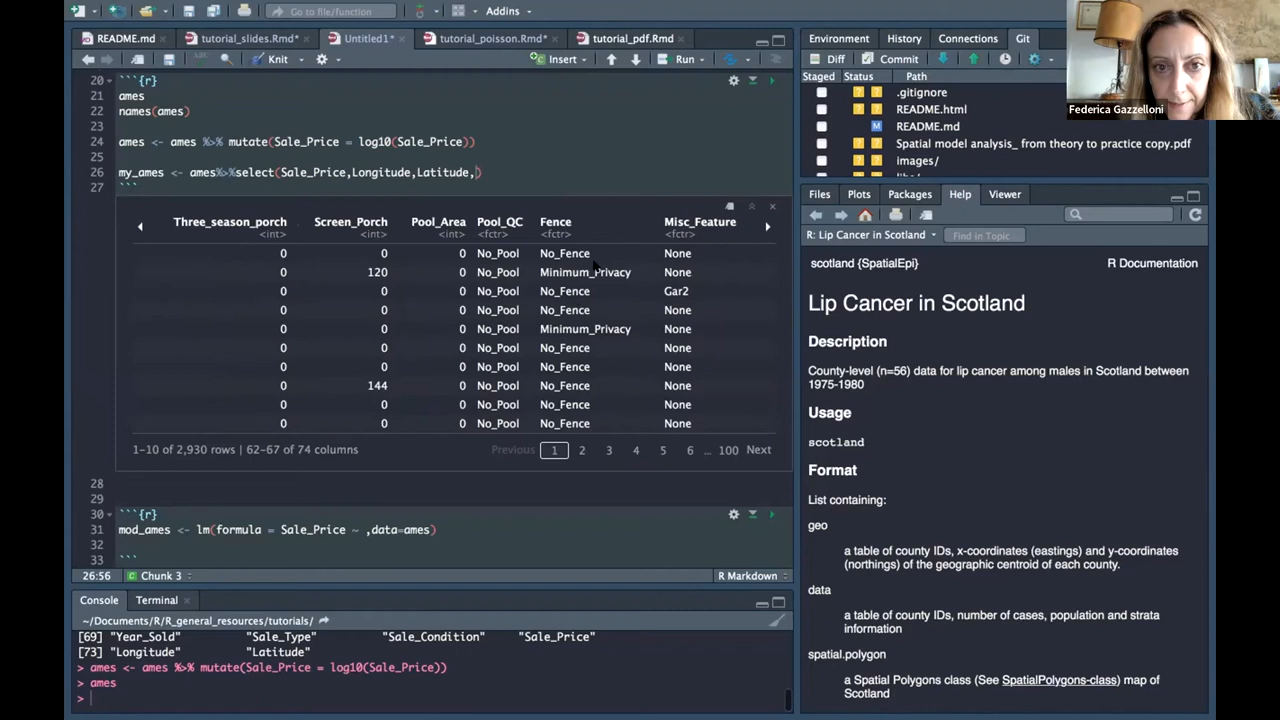 Go to file/function
Addins
README.md
tutorial_slides.Rmd*
Untitled1*
tutorial_poisson.Rmd*
tutorial_pdf.Rmd
Knit
Insert
Run
20 ```{r}
21 ames
22 names(ames)
23
24 ames <- ames %>% mutate(Sale_Price = log10(Sale_Price))
25
26 my_ames <- ames%>%select(Sale_Price,Longitude,Latitude,)
27 ```
Three_season_porch Screen_Porch Pool_Area Pool_QC Fence Misc_Feature
<int> <int> <int> <fctr> <fctr> <fctr>
0 0 0 No_Pool No_Fence None
0 120 0 No_Pool Minimum_Privacy None
0 0 0 No_Pool No_Fence Gar2
0 0 0 No_Pool No_Fence None
0 0 0 No_Pool Minimum_Privacy None
0 0 0 No_Pool No_Fence None
0 0 0 No_Pool No_Fence None
0 144 0 No_Pool No_Fence None
0 0 0 No_Pool No_Fence None
0 0 0 No_Pool No_Fence None
1-10 of 2,930 rows | 62-67 of 74 columns Previous 1 2 3 4 5 6 ... 100 Next
28
29
30 ```{r}
31 mod_ames <- lm(formula = Sale_Price ~ ,data=ames)
32
33 ```
26:56 Chunk 3 R Markdown
Console Terminal
~/Documents/R/R_general_resources/tutorials/
[69] "Year_Sold" "Sale_Type" "Sale_Condition" "Sale_Price"
[73] "Longitude" "Latitude"
> ames <- ames %>% mutate(Sale_Price = log10(Sale_Price))
> ames
>
Environment History Connections Git
Diff Commit
Staged Status Path
.gitignore
README.html
M README.md
Spatial model analysis_ from theory to practice copy.pdf
images/
Federica Gazzelloni
Files Plots Packages Help Viewer
R: Lip Cancer in Scotland Find in Topic
scotland {SpatialEpi} R Documentation
Lip Cancer in Scotland
Description
County-level (n=56) data for lip cancer among males in Scotland between
1975-1980
Usage
scotland
Format
List containing:
geo
a table of county IDs, x-coordinates (eastings) and y-coordinates
(northings) of the geographic centroid of each county.
data
a table of county IDs, number of cases, population and strata
information
spatial.polygon
a Spatial Polygons class (See SpatialPolygons-class) map of
Scotland